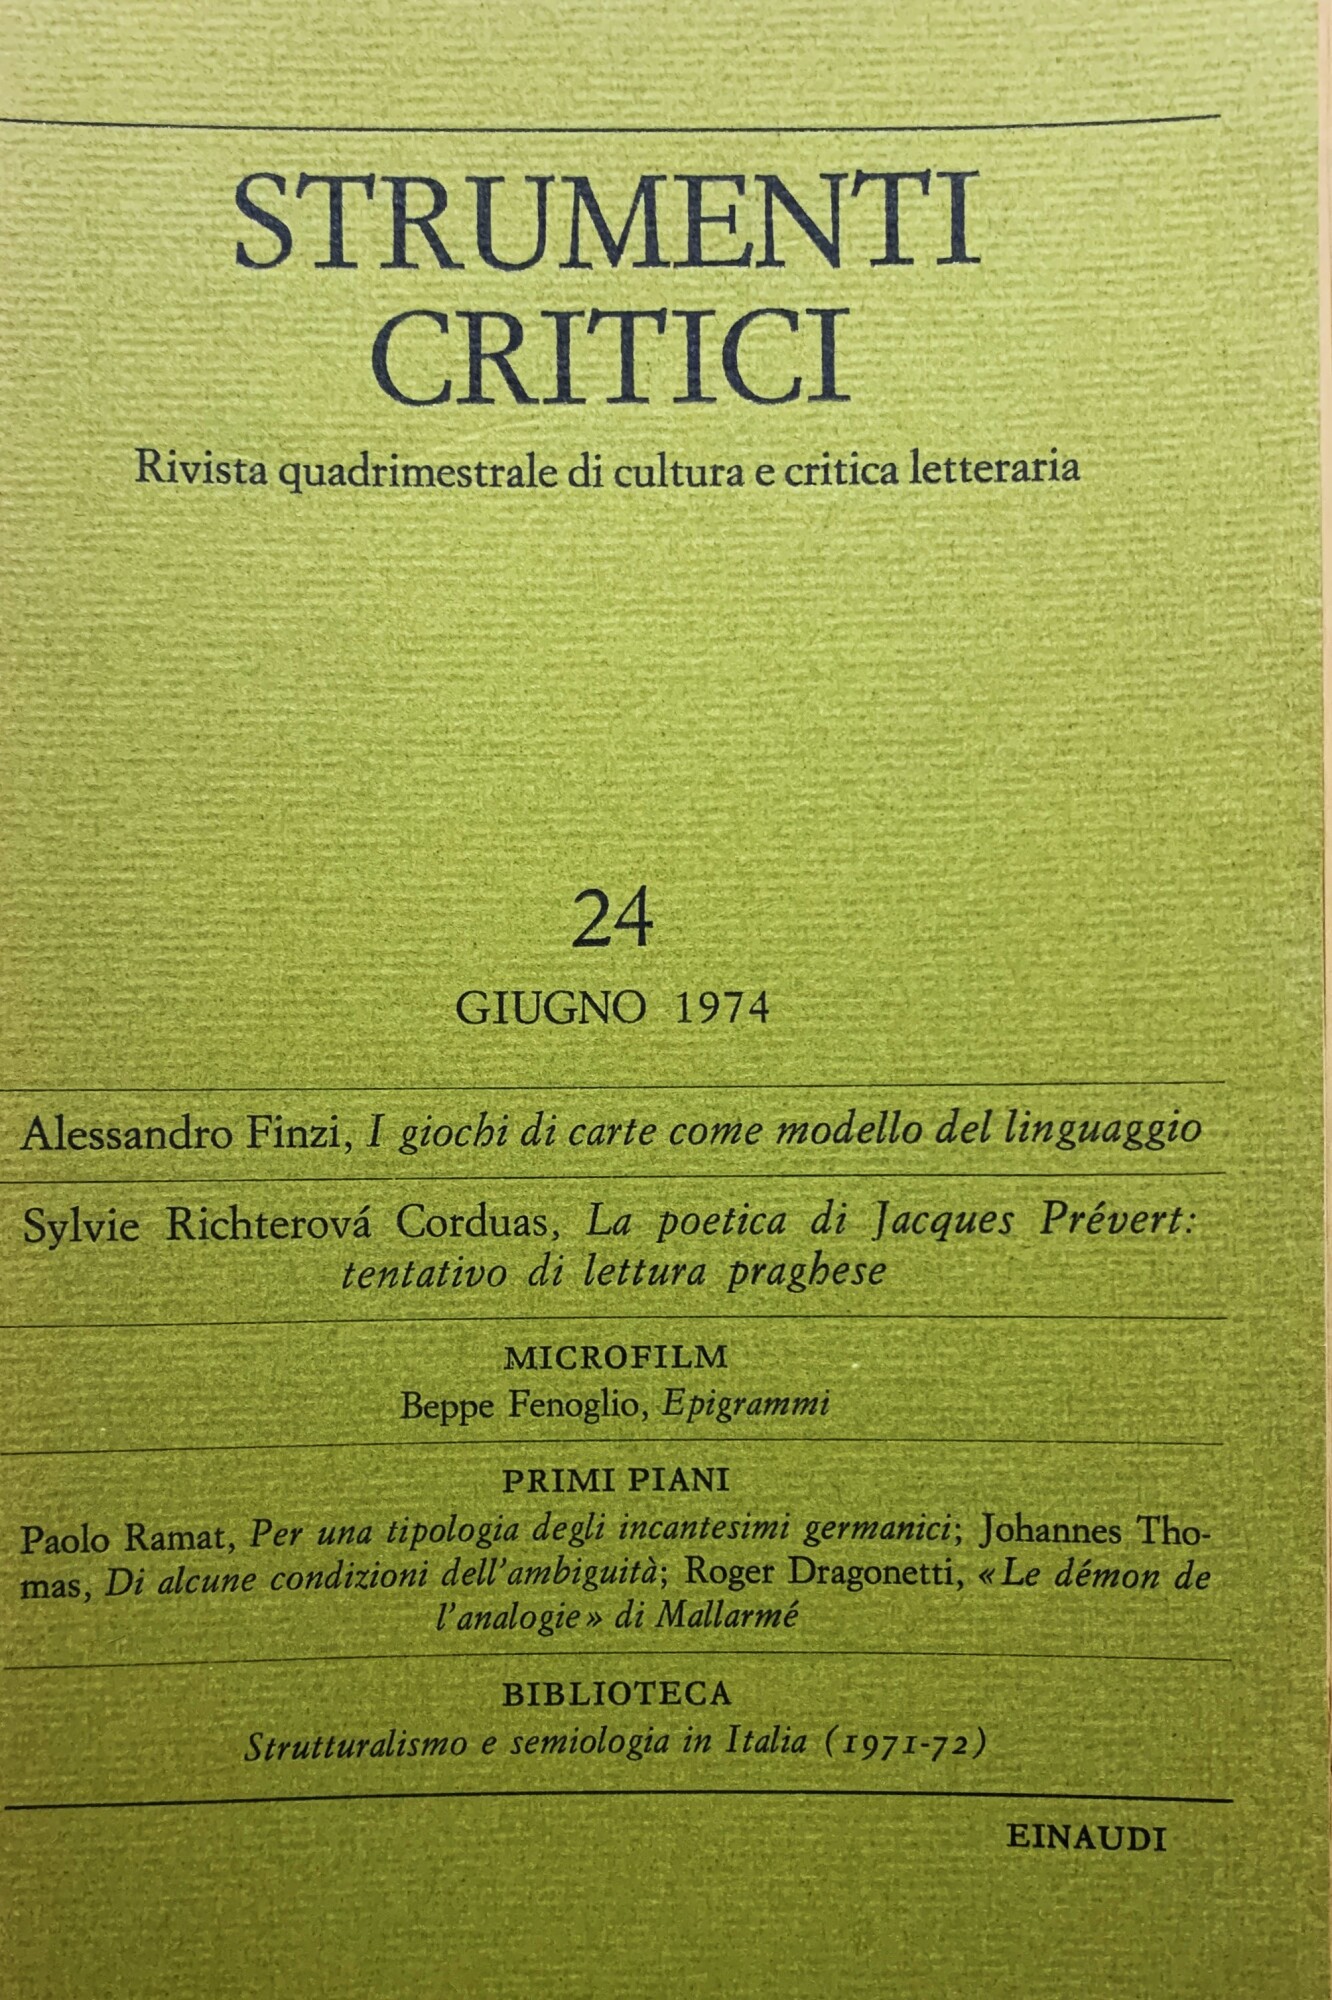 STRUMENTI
CRITICI
Rivista quadrimestrale di cultura e critica letteraria
24
GIUGNO 1974
Alessandro Finzi, I giochi di carte come modello del linguaggio
Sylvie Richterová Corduas, La poetica di Jacques Prévert:
tentativo di lettura praghese
MICROFILM
Beppe Fenoglio, Epigrammi
PRIMI PIANI
Paolo Ramat, Per una tipologia degli incantesimi germanici; Johannes Tho-
mas, Di alcune condizioni dell'ambiguità; Roger Dragonetti, «Le démon de
l'analogie» di Mallarmé
BIBLIOTECA
Strutturalismo e semiologia in Italia (1971-72)
EINAUDI